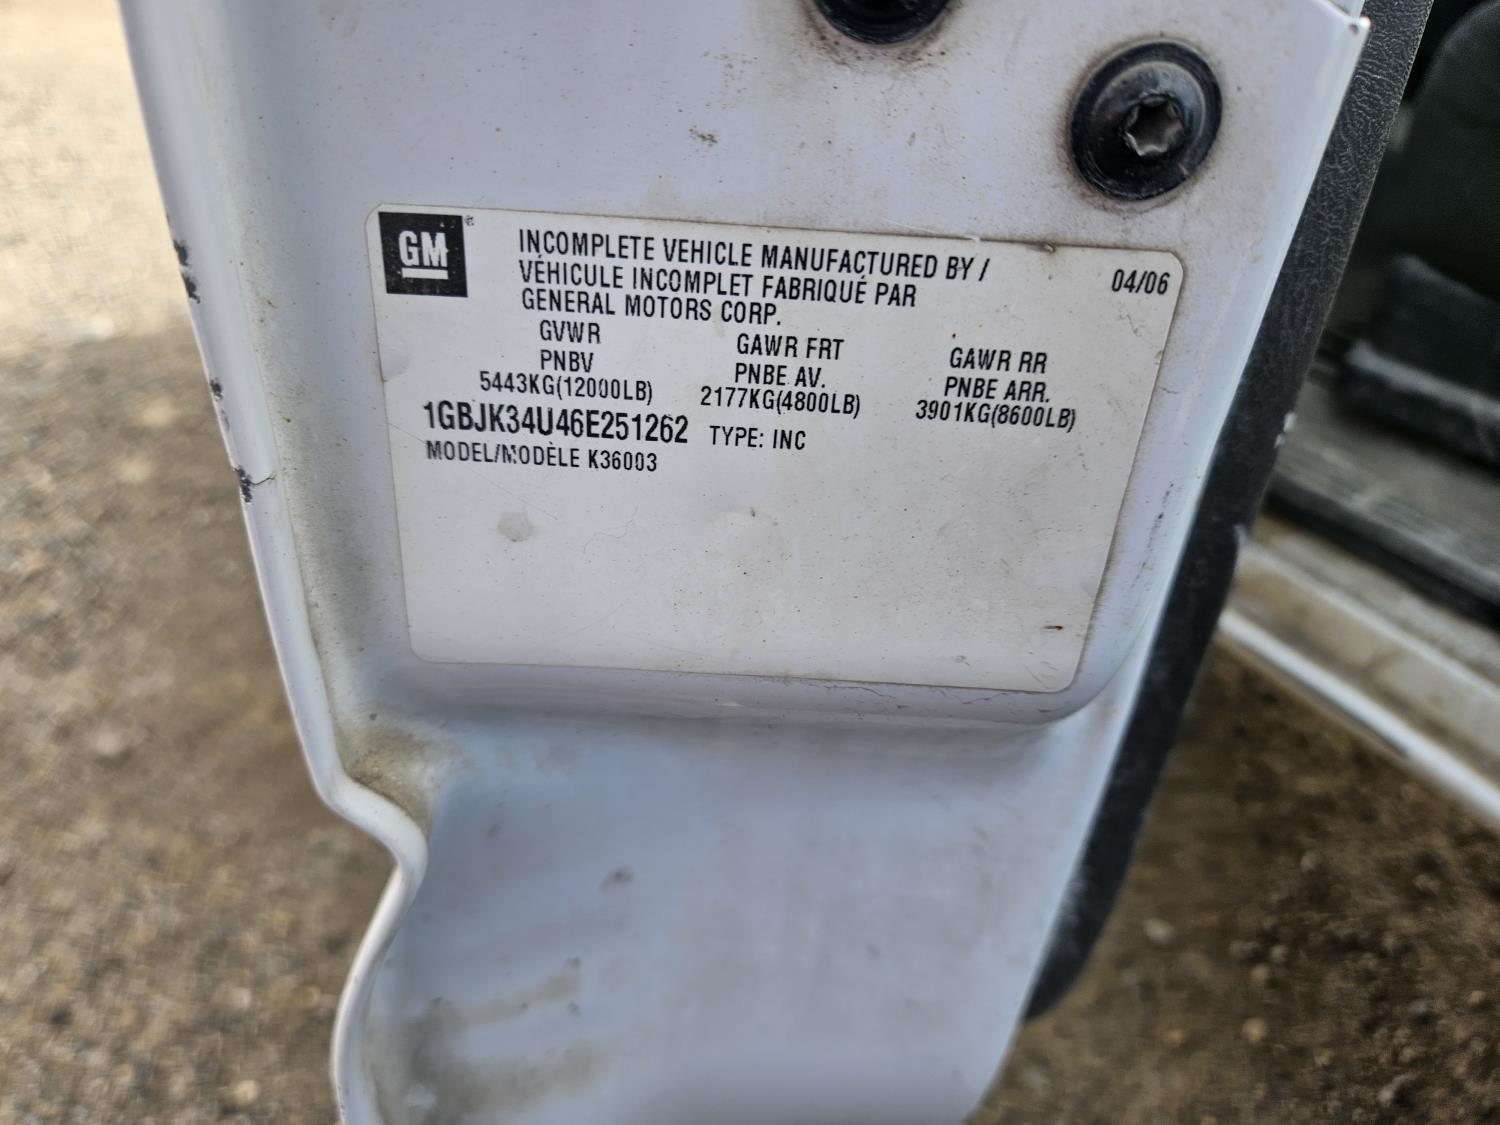 GM®
INCOMPLETE VEHICLE MANUFACTURED BY /
VÉHICULE INCOMPLET FABRIQUÉ PAR
GENERAL MOTORS CORP.
04/06
GVWR GAWR FRT GAWR RR
PNBV PNBE AV. PNBE ARR.
5443KG(12000LB) 2177KG(4800LB) 3901KG(8600LB)
1GBJK34U46E251262 TYPE: INC
MODEL/MODÈLE K36003